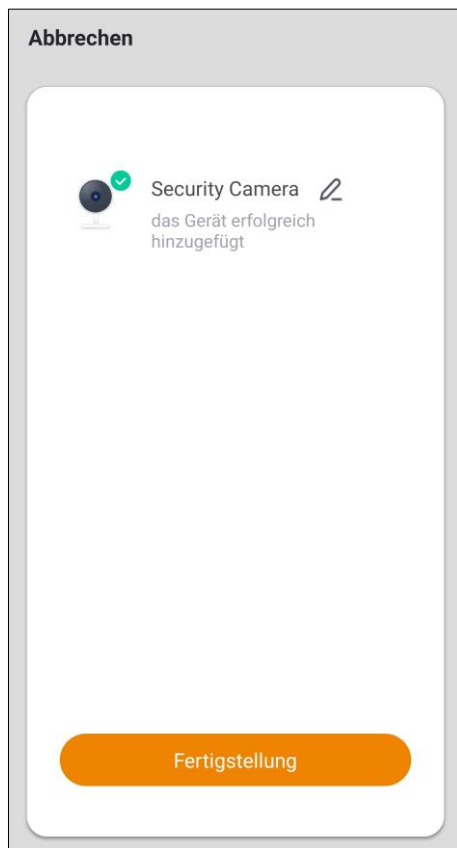 Abbrechen
Security Camera
das Gerät erfolgreich
hinzugefügt
Fertigstellung